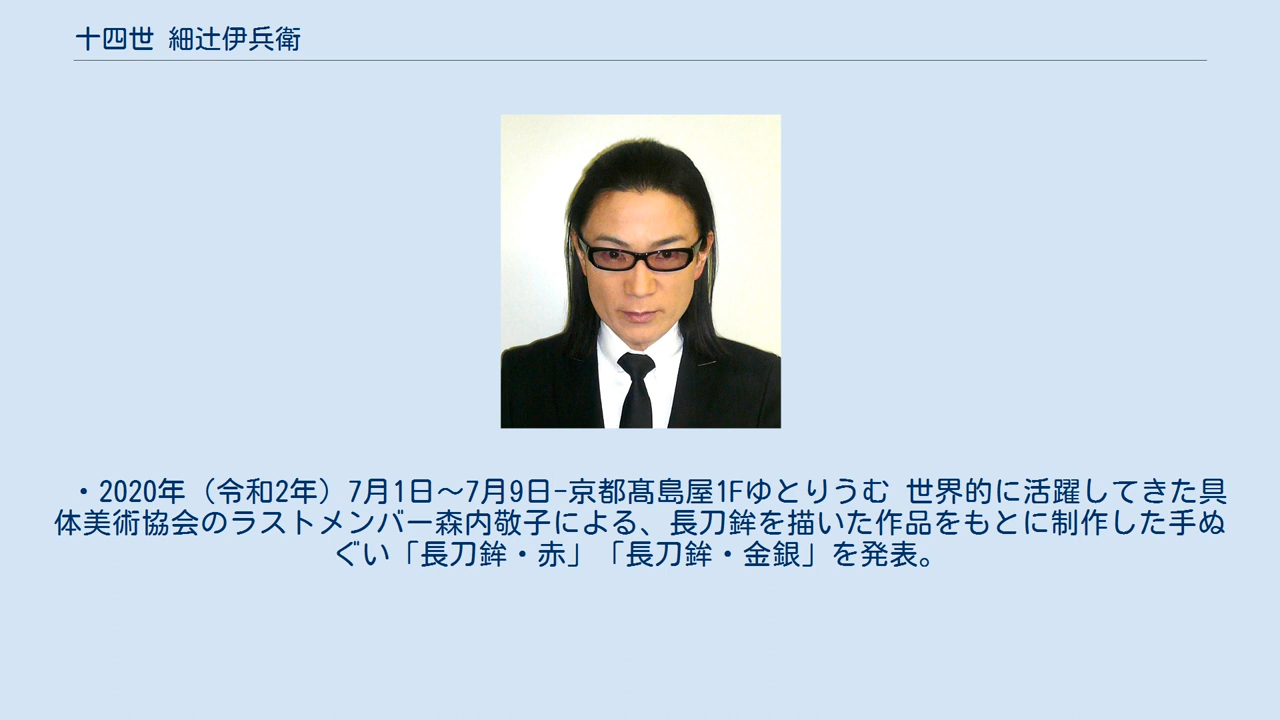 十四世 細辻伊兵衛
・2020年（令和2年）7月1日～7月9日-京都髙島屋1Fゆとりうむ 世界的に活躍してきた具
体美術協会のラストメンバー森内敬子による、長刀鉾を描いた作品をもとに制作した手ぬ
ぐい「長刀鉾・赤」「長刀鉾・金銀」を発表。